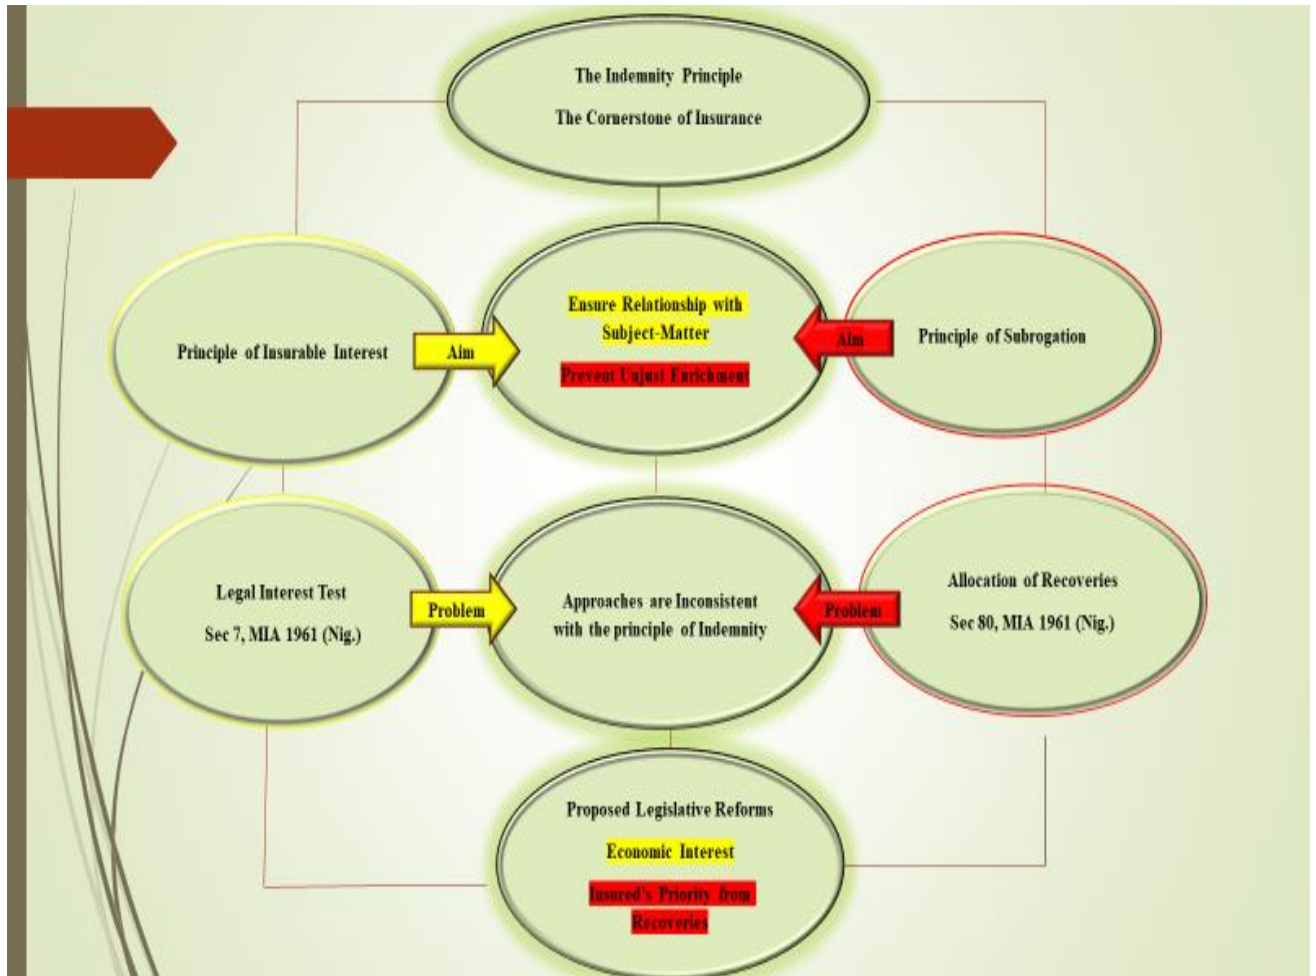 The Indemnity Principle
The Cornerstone of Insurance
Principle of Insurable Interest
Aim
Ensure Relationship with
Subject-Matter
Prevent Unjust Enrichment
Aim
Principle of Subrogation
Legal Interest Test
Sec 7, MIA 1961 (Nig.)
Problem
Approaches are Inconsistent
with the principle of Indemnity
Problem
Allocation of Recoveries
Sec 80, MIA 1961 (Nig.)
Proposed Legislative Reforms
Economic Interest
Insured's Priority from
Recoveries